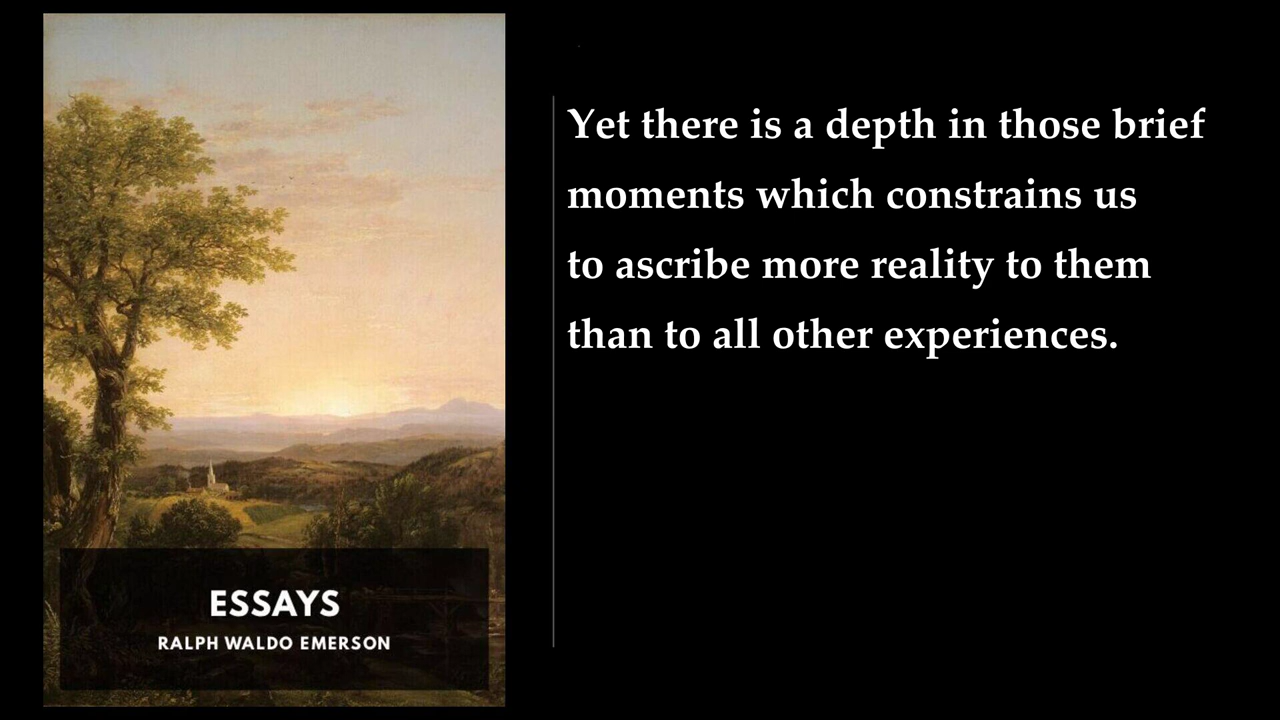 ESSAYS
RALPH WALDO EMERSON
Yet there is a depth in those brief
moments which constrains us
to ascribe more reality to them
than to all other experiences.